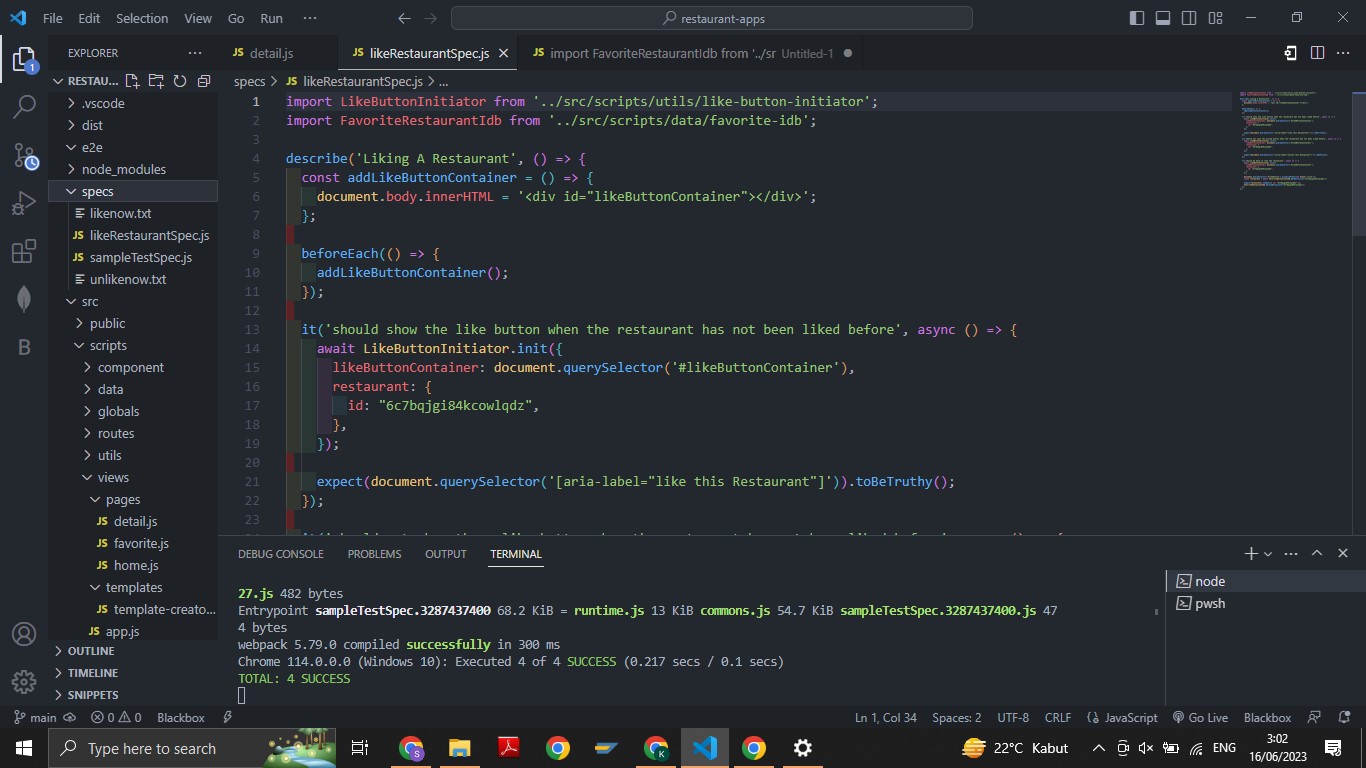 File Edit Selection View Go Run ··· restaurant-apps
EXPLORER ···
JS detail.js JS likeRestaurantSpec.js JS import FavoriteRestaurantIdb from '../sr Untitled-1
RESTAU...
.vscode
dist
e2e
node_modules
specs
likenow.txt
JS likeRestaurantSpec.js
JS sampleTestSpec.js
unlikenow.txt
src
public
scripts
component
data
globals
routes
utils
views
pages
JS detail.js
JS favorite.js
JS home.js
templates
JS template-creato...
JS app.js
OUTLINE
TIMELINE
SNIPPETS
1
B
specs > JS likeRestaurantSpec.js > ...
1 import LikeButtonInitiator from '../src/scripts/utils/like-button-initiator';
2 import FavoriteRestaurantIdb from '../src/scripts/data/favorite-idb';
3
4 describe('Liking A Restaurant', () => {
5 const addLikeButtonContainer = () => {
6 document.body.innerHTML = '<div id="likeButtonContainer"></div>';
7 };
8
9 beforeEach(() => {
10 addLikeButtonContainer();
11 });
12
13 it('should show the like button when the restaurant has not been liked before', async () => {
14 await LikeButtonInitiator.init({
15 likeButtonContainer: document.querySelector('#likeButtonContainer'),
16 restaurant: {
17 id: "6c7bqjgi84kcowlqdz",
18 },
19 });
20
21 expect(document.querySelector('[aria-label="like this Restaurant"]')).toBeTruthy();
22 });
23
DEBUG CONSOLE PROBLEMS OUTPUT TERMINAL
27.js 482 bytes
Entrypoint sampleTestSpec.3287437400 68.2 KiB = runtime.js 13 KiB commons.js 54.7 KiB sampleTestSpec.3287437400.js 47
4 bytes
webpack 5.79.0 compiled successfully in 300 ms
Chrome 114.0.0.0 (Windows 10): Executed 4 of 4 SUCCESS (0.217 secs / 0.1 secs)
TOTAL: 4 SUCCESS
node
pwsh
main 0 0 Blackbox Ln 1, Col 34 Spaces: 2 UTF-8 CRLF {} JavaScript Go Live Blackbox
Type here to search S K 22°C Kabut ENG 3:02
16/06/2023